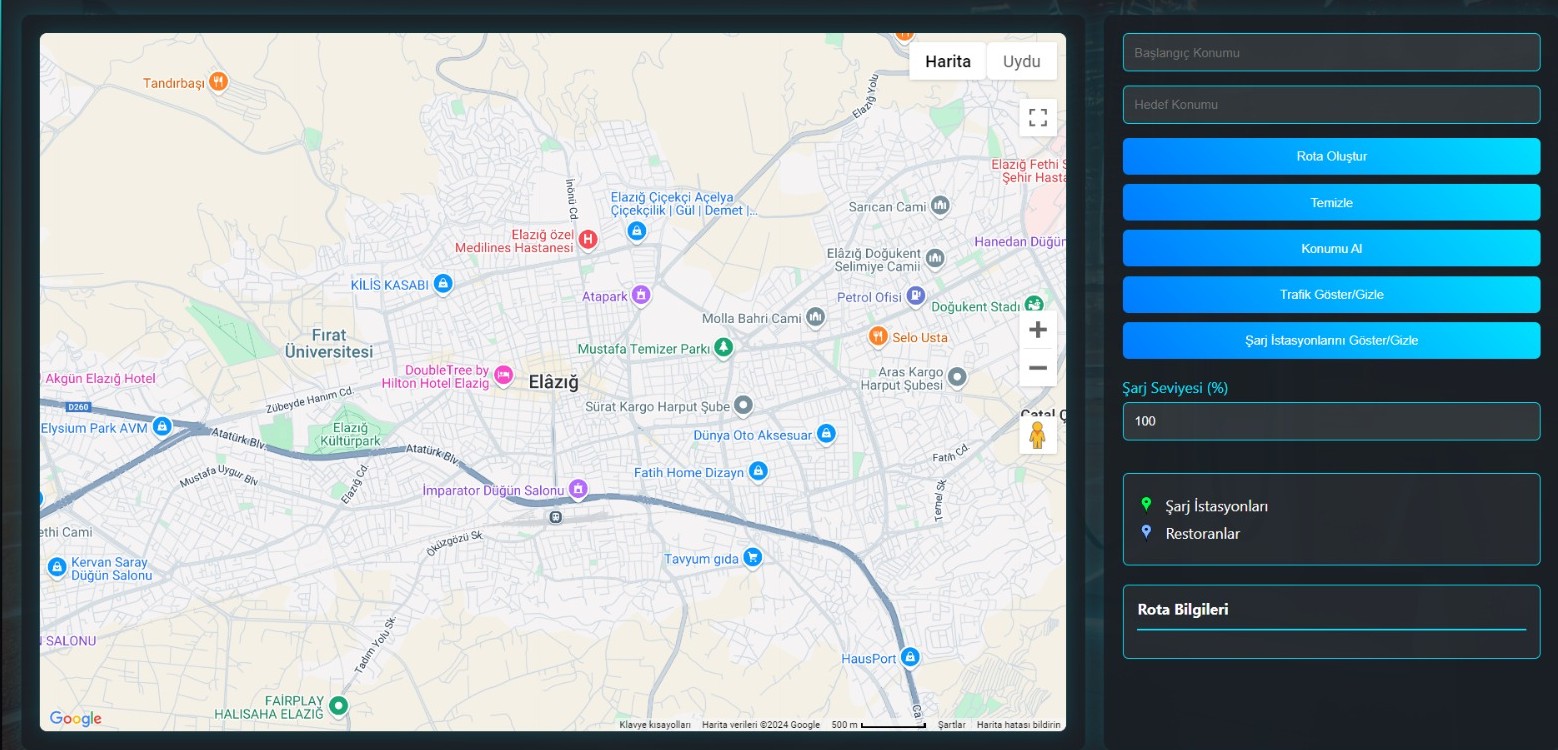 Tandırbaşı
Harita
Uydu
Elazığ Yolu
Elazığ Fethi S
Şehir Hasta
İnönü Cd.
Elazığ Çiçekçi Açelya
Çiçekçilik | Gül | Demet |...
Sarıcan Cami
Elazığ özel
Medilines Hastanesi
Hanedan Düğün
Elâzığ Doğukent
Selimiye Camii
KİLİS KASABI
Atapark
Petrol Ofisi
Doğukent Stadı
Molla Bahri Cami
Fırat
Üniversitesi
Mustafa Temizer Parkı
Selo Usta
DoubleTree by
Hilton Hotel Elazig
Elâzığ
Aras Kargo
Harput Şubesi
Akgün Elazığ Hotel
Zübeyde Hanım Cd.
D260
Sürat Kargo Harput Şube
Çatal Ç
Elysium Park AVM
Elazığ
Kültürpark
Atatürk Blv.
Atatürk Blv.
Dünya Oto Aksesuar
Fatih Cd.
Mustafa Uygur Blv
Elazığ Cd.
Fatih Home Dizayn
İmparator Düğün Salonu
Temel Sk
ethi Cami
Öküzgözü Sk
Kervan Saray
Düğün Salonu
Tavyum gıda
N SALONU
Tadım Yolu Sk.
HausPort
FAİRPLAY
HALISAHA ELAZIĞ
Google
Klavye kısayolları
Harita verileri ©2024 Google
500 m
Şartlar
Harita hatası bildirin
Başlangıç Konumu
Hedef Konumu
Rota Oluştur
Temizle
Konumu Al
Trafik Göster/Gizle
Şarj İstasyonlarını Göster/Gizle
Şarj Seviyesi (%)
100
Şarj İstasyonları
Restoranlar
Rota Bilgileri